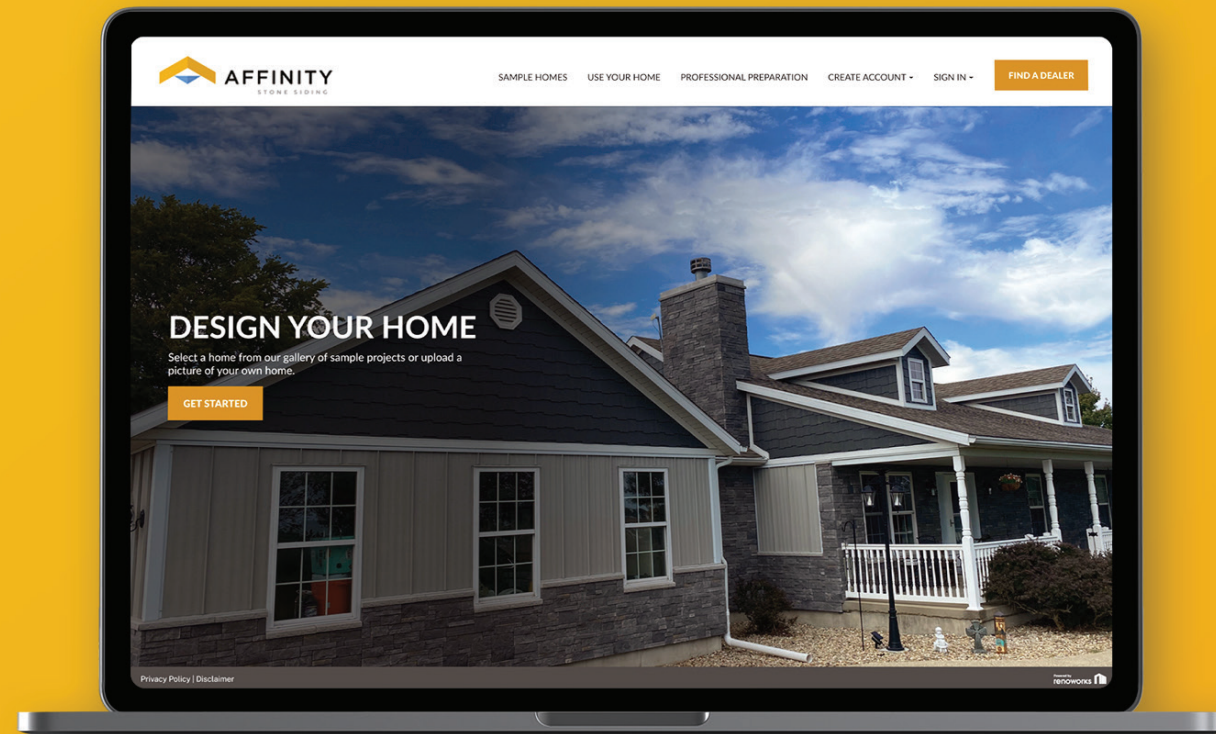 AFFINITY
STONE SIDING
SAMPLE HOMES
USE YOUR HOME
PROFESSIONAL PREPARATION
CREATE ACCOUNT
SIGN IN
FIND A DEALER
DESIGN YOUR HOME
Select a home from our gallery of sample projects or upload a
picture of your own home.
GET STARTED
Privacy Policy | Disclaimer
Powered by
renoworks